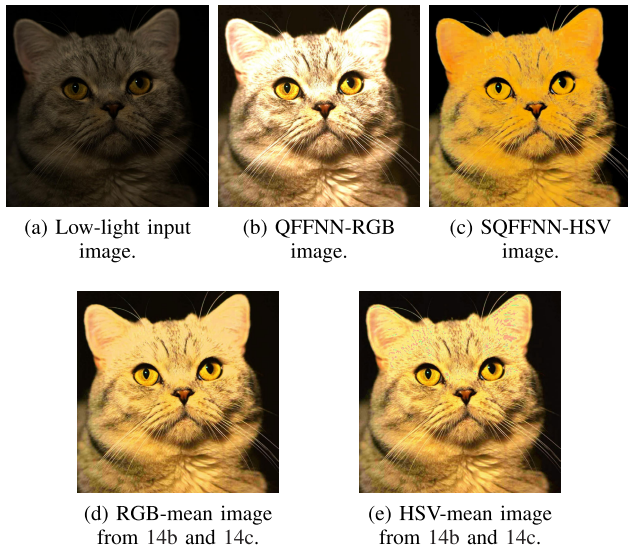 (a) Low-light input
image.
(b) QFFNN-RGB
image.
(c) SQFFNN-HSV
image.
(d) RGB-mean image
from 14b and 14c.
(e) HSV-mean image
from 14b and 14c.